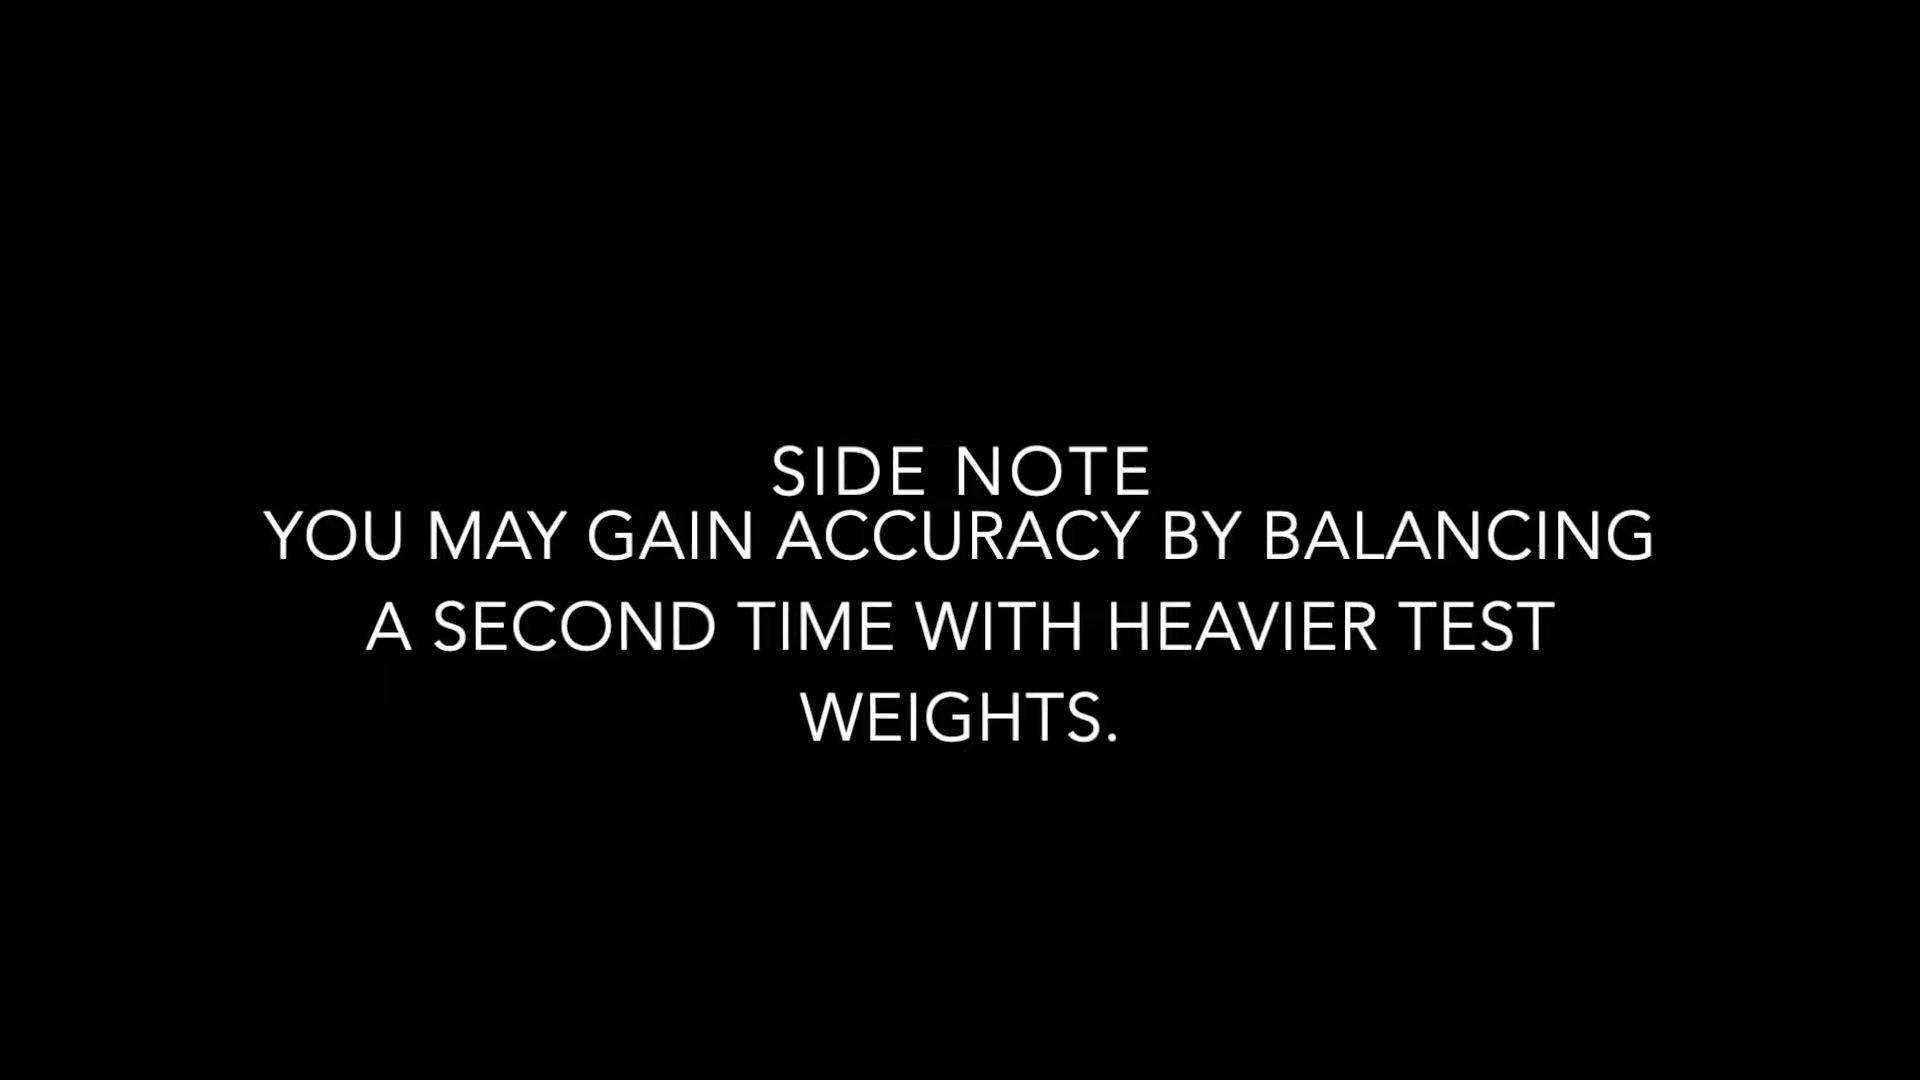 SIDE NOTE
YOU MAY GAIN ACCURACY BY BALANCING
A SECOND TIME WITH HEAVIER TEST
WEIGHTS.